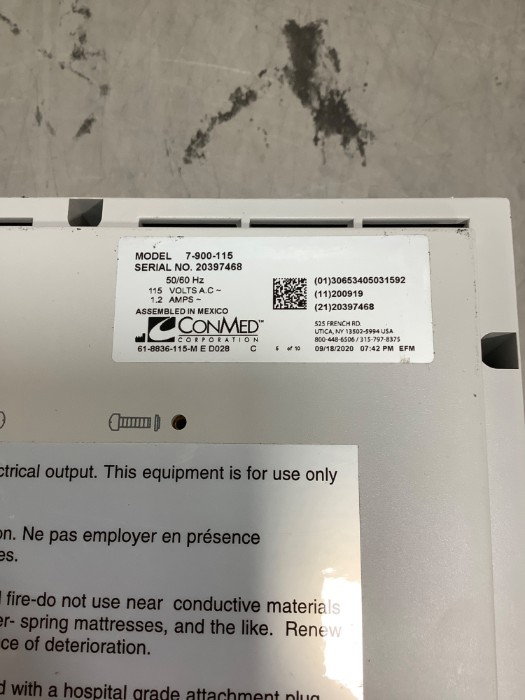 MODEL 7-900-115
SERIAL NO. 20397468
50/60 Hz
115 VOLTS A.C ~
1.2 AMPS ~
ASSEMBLED IN MEXICO
CONMED™
CORPORATION
61-8836-115-M E D028 C 6 of 10
(01)30653405031592
(11)200919
(21)20397468
525 FRENCH RD.
UTICA, NY 13502-5994 USA
800-448-6506 / 315-797-8375
09/18/2020 07:42 PM EFM
ctrical output. This equipment is for use only
on. Ne pas employer en présence
es.
fire-do not use near conductive materials
er- spring mattresses, and the like. Renew
ce of deterioration.
d with a hospital grade attachment plug